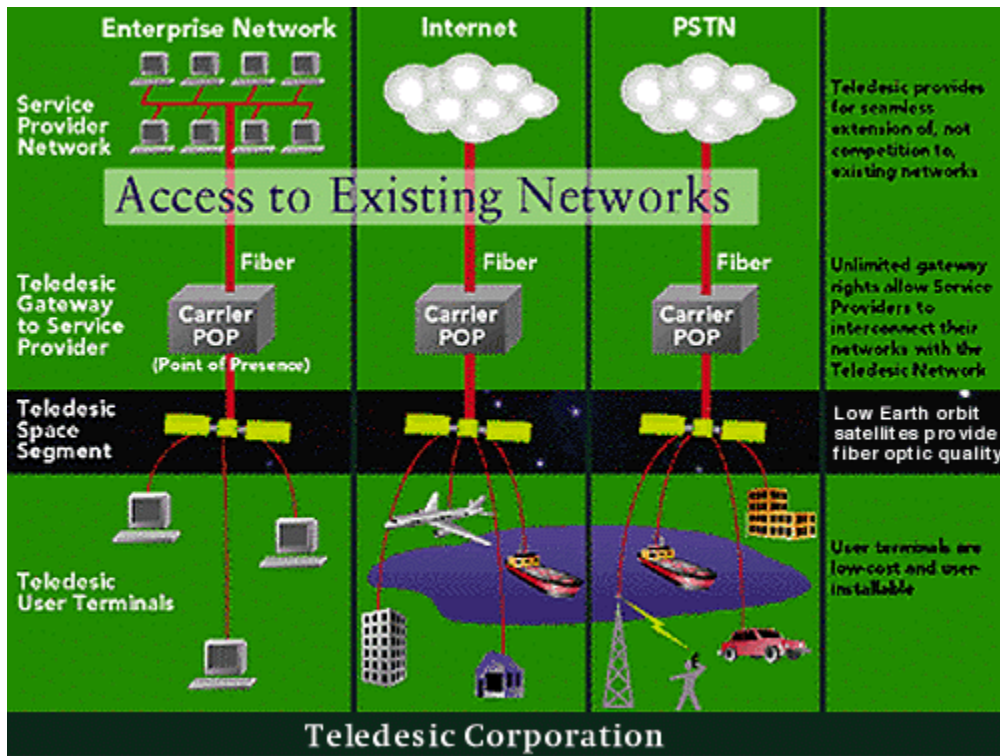 Enterprise Network
Internet
PSTN
Service
Provider
Network
Teledesic provides
for seamless
extension of, not
competition to,
existing networks
Access to Existing Networks
Teledesic
Gateway
to Service
Provider
Fiber
Fiber
Fiber
Carrier
POP
(Point of Presence)
Carrier
POP
Carrier
POP
Unlimited gateway
rights allow Service
Providers to
interconnect their
networks with the
Teledesic Network
Teledesic
Space
Segment
Low Earth orbit
satellites provide
fiber optic quality
Teledesic
User Terminals
User terminals are
low-cost and user-
installable
Teledesic Corporation